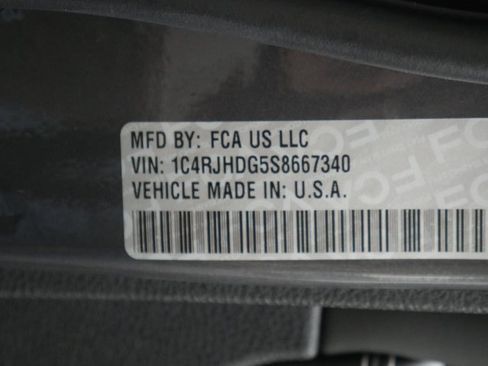 MFD BY: FCA US LLC
VIN: 1C4RJHDG5S8667340
VEHICLE MADE IN: U.S.A.